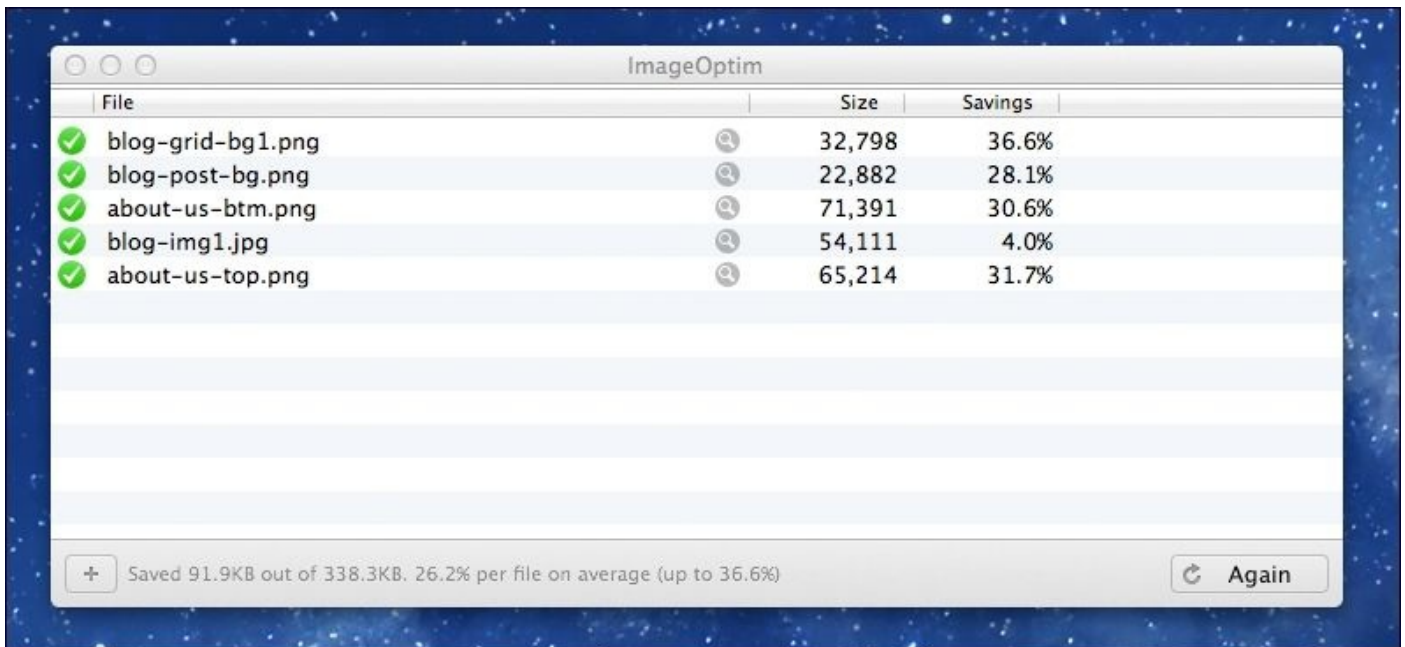 ImageOptim
File Size Savings
blog-grid-bg1.png 32,798 36.6%
blog-post-bg.png 22,882 28.1%
about-us-btm.png 71,391 30.6%
blog-img1.jpg 54,111 4.0%
about-us-top.png 65,214 31.7%
+ Saved 91.9KB out of 338.3KB. 26.2% per file on average (up to 36.6%) Again